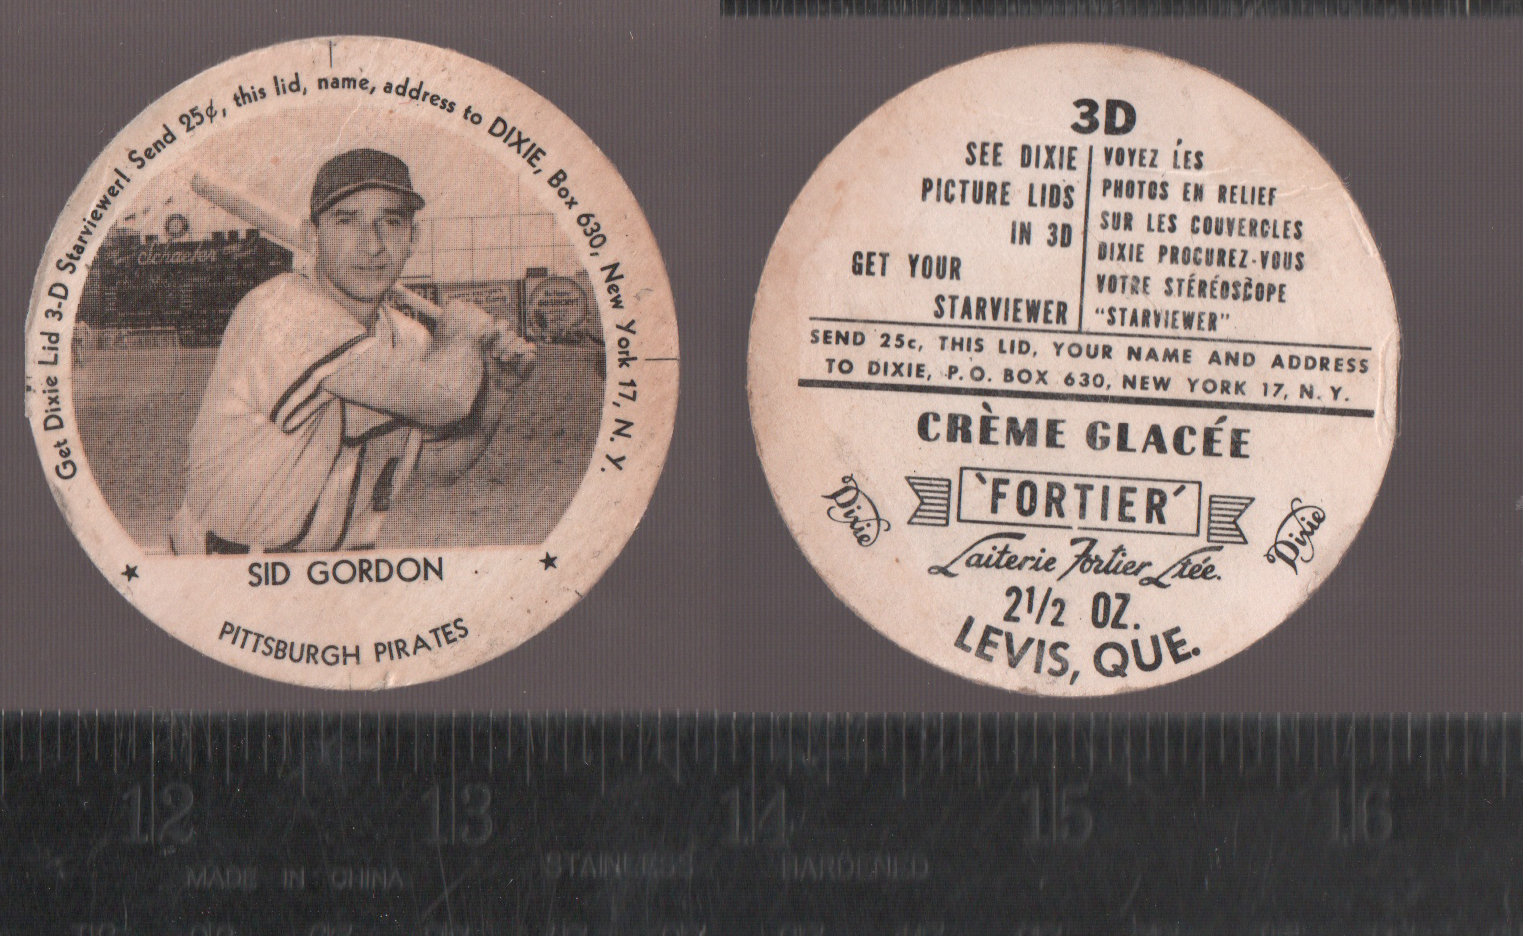 Get Dixie Lid 3-D Starviewer! Send 25¢, this lid, name, address to DIXIE, Box 630, New York 17, N. Y.
Schaefer
SID GORDON
PITTSBURGH PIRATES
3D
SEE DIXIE
PICTURE LIDS
IN 3D
GET YOUR
STARVIEWER
VOYEZ LES
PHOTOS EN RELIEF
SUR LES COUVERCLES
DIXIE PROCUREZ-VOUS
VOTRE STÉRÉOSCOPE
"STARVIEWER"
SEND 25c, THIS LID, YOUR NAME AND ADDRESS
TO DIXIE, P.O. BOX 630, NEW YORK 17, N. Y.
CRÈME GLACÉE
'FORTIER'
Dixie
Dixie
Laiterie Fortier Ltée.
2 1/2 OZ.
LEVIS, QUE.
12 13 14 15 16
MADE IN CHINA STAINLESS HARDENED